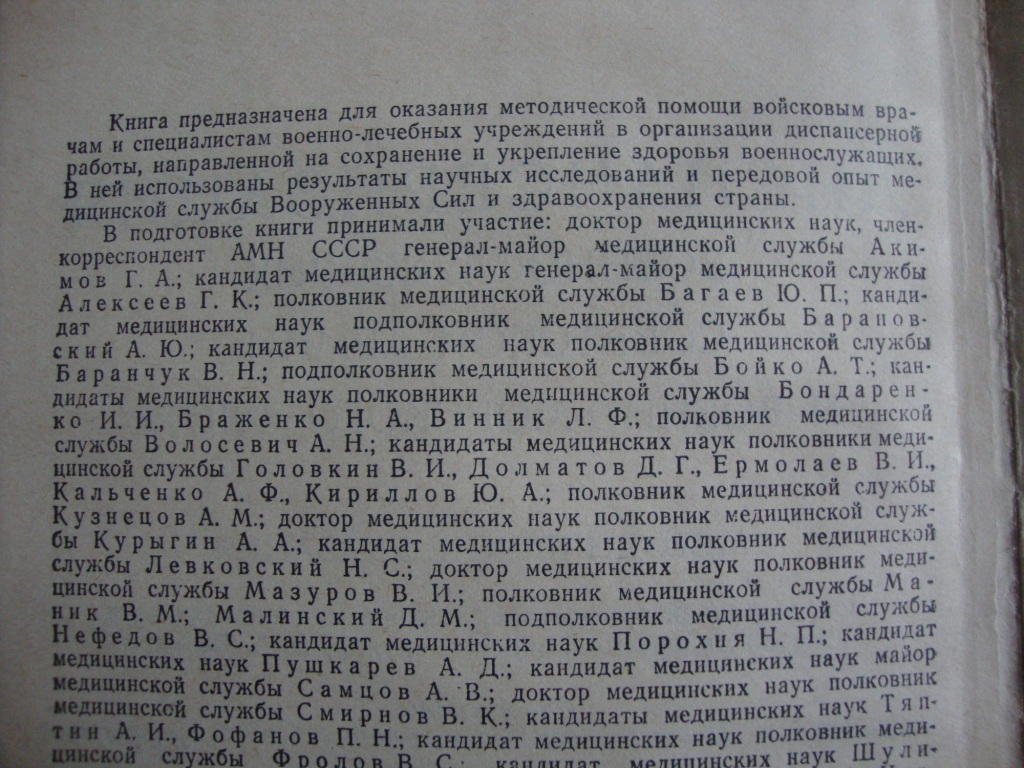 Книга предназначена для оказания методической помощи войсковым вра-
чам и специалистам военно-лечебных учреждений в организации диспансерной
работы, направленной на сохранение и укрепление здоровья военнослужащих.
В ней использованы результаты научных исследований и передовой опыт ме-
дицинской службы Вооруженных Сил и здравоохранения страны.
В подготовке книги принимали участие: доктор медицинских наук, член-
корреспондент АМН СССР генерал-майор медицинской службы Аки-
мов Г. А.; кандидат медицинских наук генерал-майор медицинской службы
Алексеев Г. К.; полковник медицинской службы Багаев Ю. П.; канди-
дат медицинских наук подполковник медицинской службы Баранов-
ский А. Ю.; кандидат медицинских наук полковник медицинской службы
Баранчук В. Н.; подполковник медицинской службы Бойко А. Т.; кан-
дидаты медицинских наук полковники медицинской службы Бондарен-
ко И. И., Браженко Н. А., Винник Л. Ф.; полковник медицинской
службы Волосевич А. Н.; кандидаты медицинских наук полковники меди-
цинской службы Головкин В. И., Долматов Д. Г., Ермолаев В. И.,
Кальченко А. Ф., Кириллов Ю. А.; полковник медицинской службы
Кузнецов А. М.; доктор медицинских наук полковник медицинской служ-
бы Курыгин А. А.; кандидат медицинских наук полковник медицинской
службы Левковский Н. С.; доктор медицинских наук полковник меди-
цинской службы Мазуров В. И.; полковник медицинской службы Ма-
ник В. М.; Малинский Д. М.; подполковник медицинской службы
Нефедов В. С.; кандидат медицинских наук Порохня Н. П.; кандидат
медицинских наук Пушкарев А. Д.; кандидат медицинских наук майор
медицинской службы Самцов А. В.; доктор медицинских наук полковник
медицинской службы Смирнов В. К.; кандидаты медицинских наук Тяп-
тин А. И., Фофанов П. Н.; кандидат медицинских наук полковник меди-
цинской службы Фролов В. С.; кандидат медицинских наук Шули-